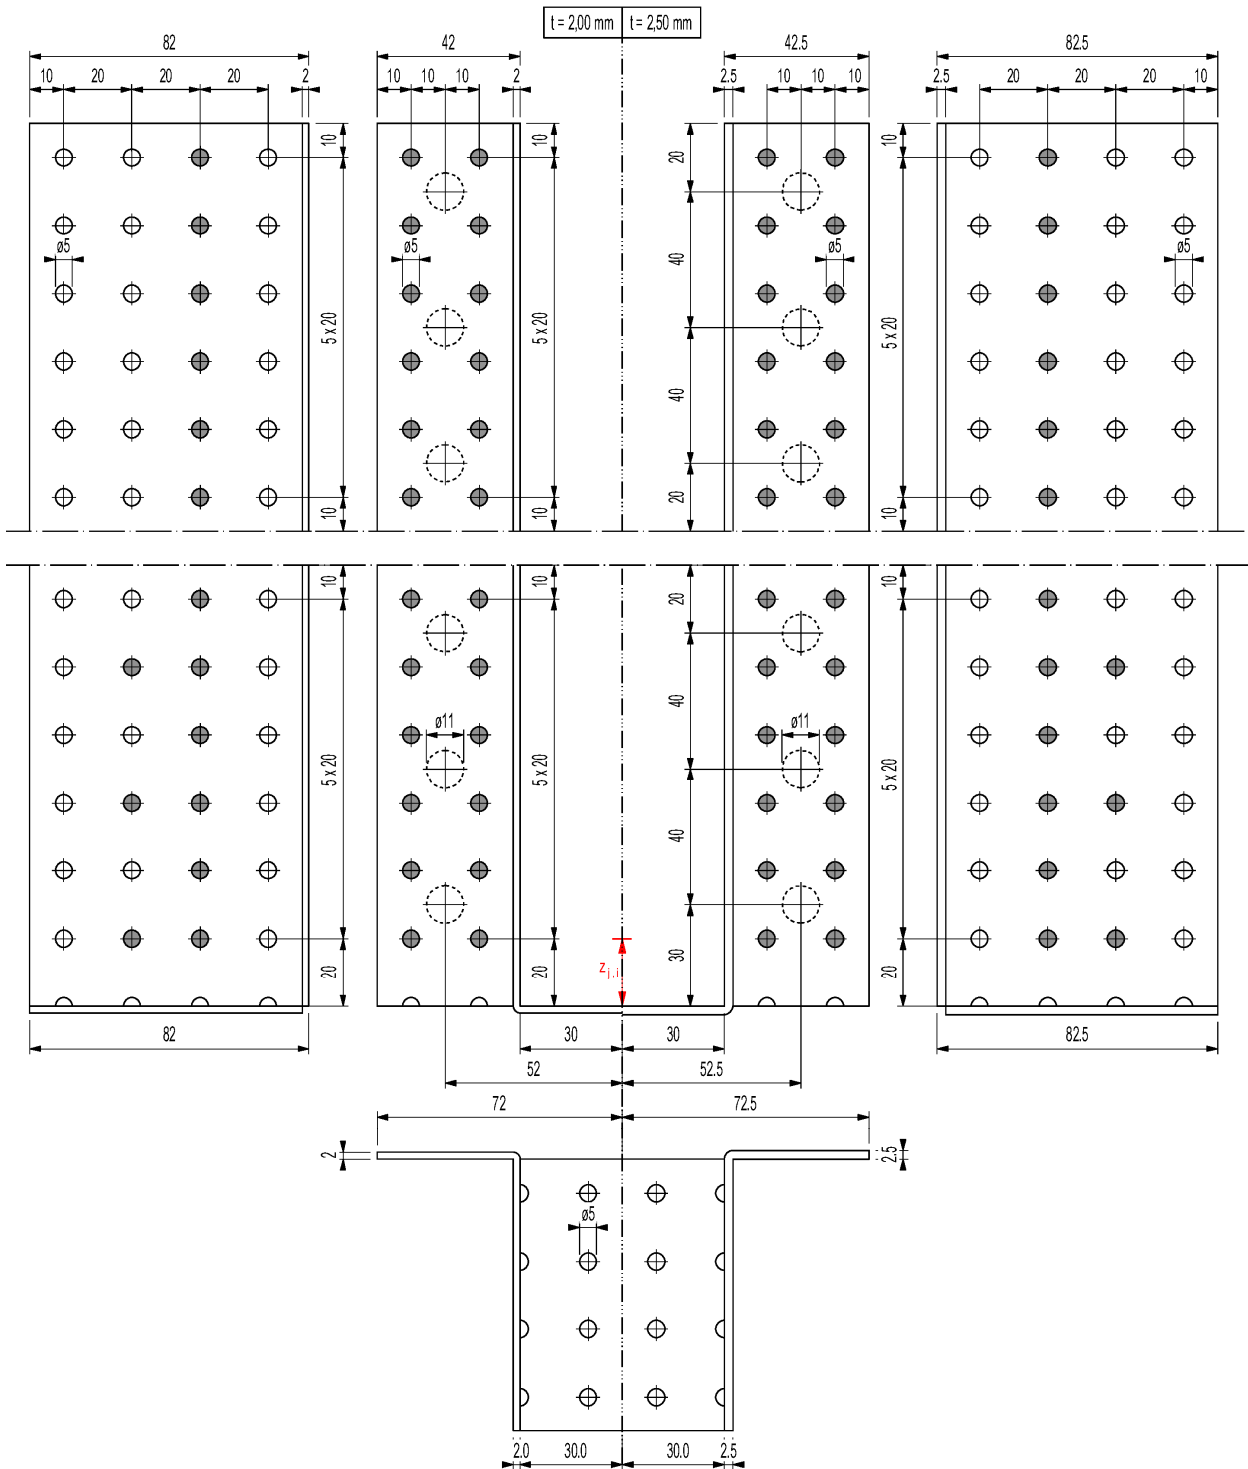 t = 2,00 mm t = 2,50 mm
82 42 42.5 82.5
10 20 20 20 2 10 10 10 2 2.5 10 10 10 2.5 20 20 20 10
10 10 20 10
ø5 ø5 40 ø5 ø5
5 x 20 5 x 20 5 x 20
40
10 10 20 10
10 10 20 10
40
ø11 ø11
5 x 20 5 x 20 5 x 20
40
20 20 30 20
z i,i
82 30 30 82.5
52 52.5
72 72.5
2 2.5
ø5
2.0 30.0 30.0 2.5